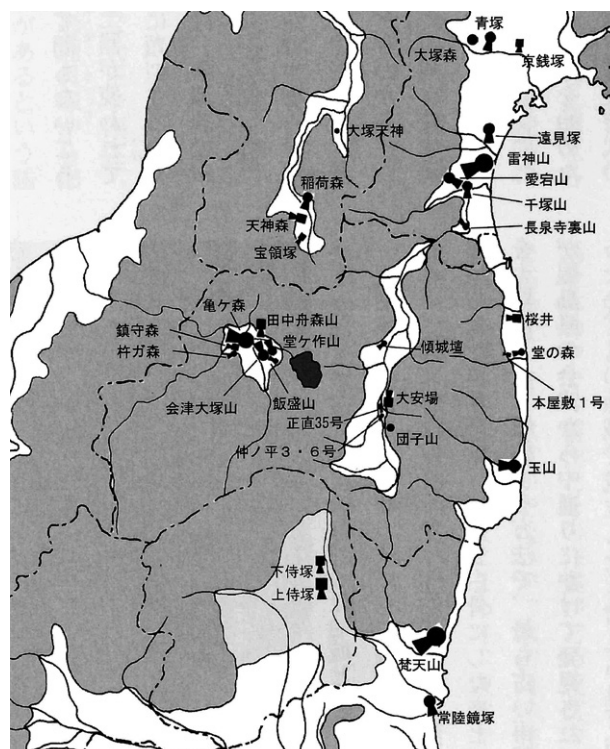 青塚
大塚森
京銭塚
大塚天神
遠見塚
雷神山
稲荷森
愛宕山
天神森
千塚山
宝領塚
長泉寺裏山
亀ケ森
田中舟森山
桜井
鎮守森
堂ケ作山
傾城壇
堂の森
杵ガ森
本屋敷1号
会津大塚山
飯盛山
大安場
正直35号
団子山
仲ノ平3・6号
玉山
下侍塚
上侍塚
梵天山
常陸鏡塚